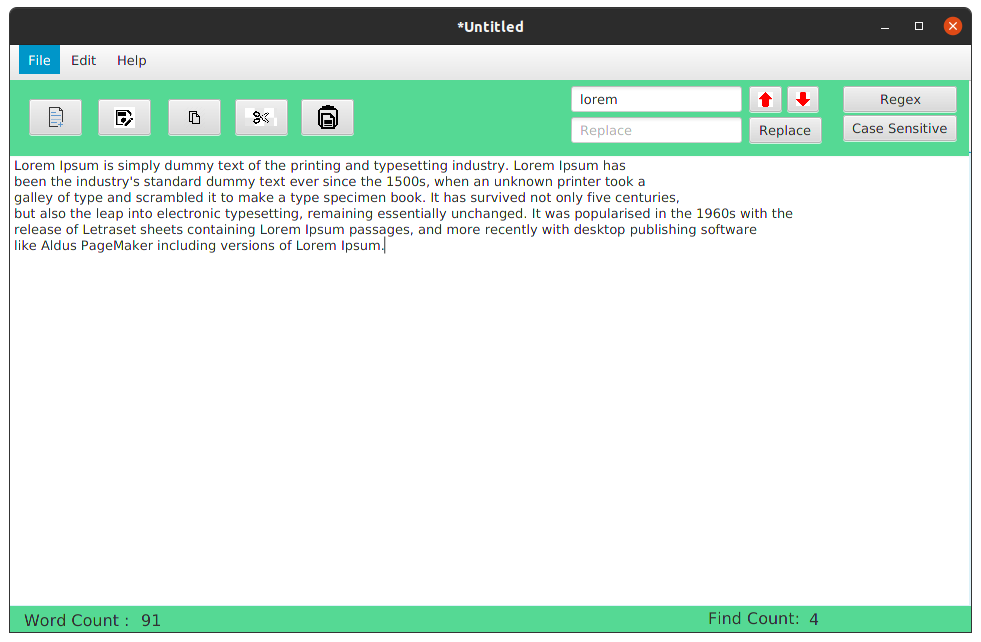 *Untitled
File Edit Help
lorem
Regex
Replace
Replace
Case Sensitive
Lorem Ipsum is simply dummy text of the printing and typesetting industry. Lorem Ipsum has
been the industry's standard dummy text ever since the 1500s, when an unknown printer took a
galley of type and scrambled it to make a type specimen book. It has survived not only five centuries,
but also the leap into electronic typesetting, remaining essentially unchanged. It was popularised in the 1960s with the
release of Letraset sheets containing Lorem Ipsum passages, and more recently with desktop publishing software
like Aldus PageMaker including versions of Lorem Ipsum.
Word Count : 91
Find Count: 4